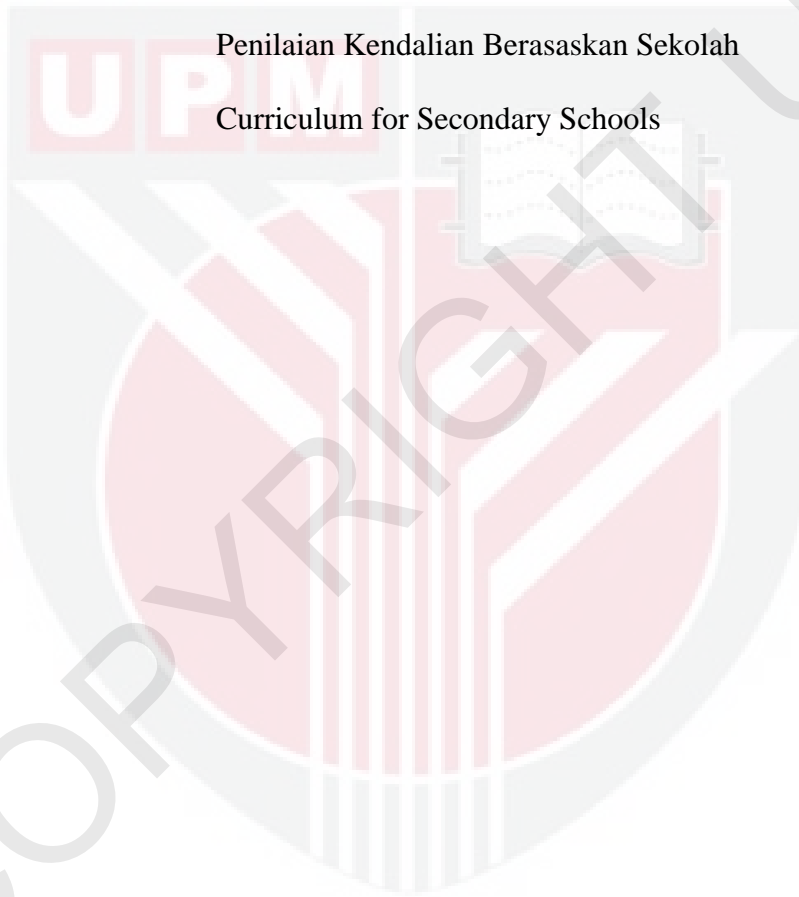 UPM
Penilaian Kendalian Berasaskan Sekolah
Curriculum for Secondary Schools
COPYRIGHT U